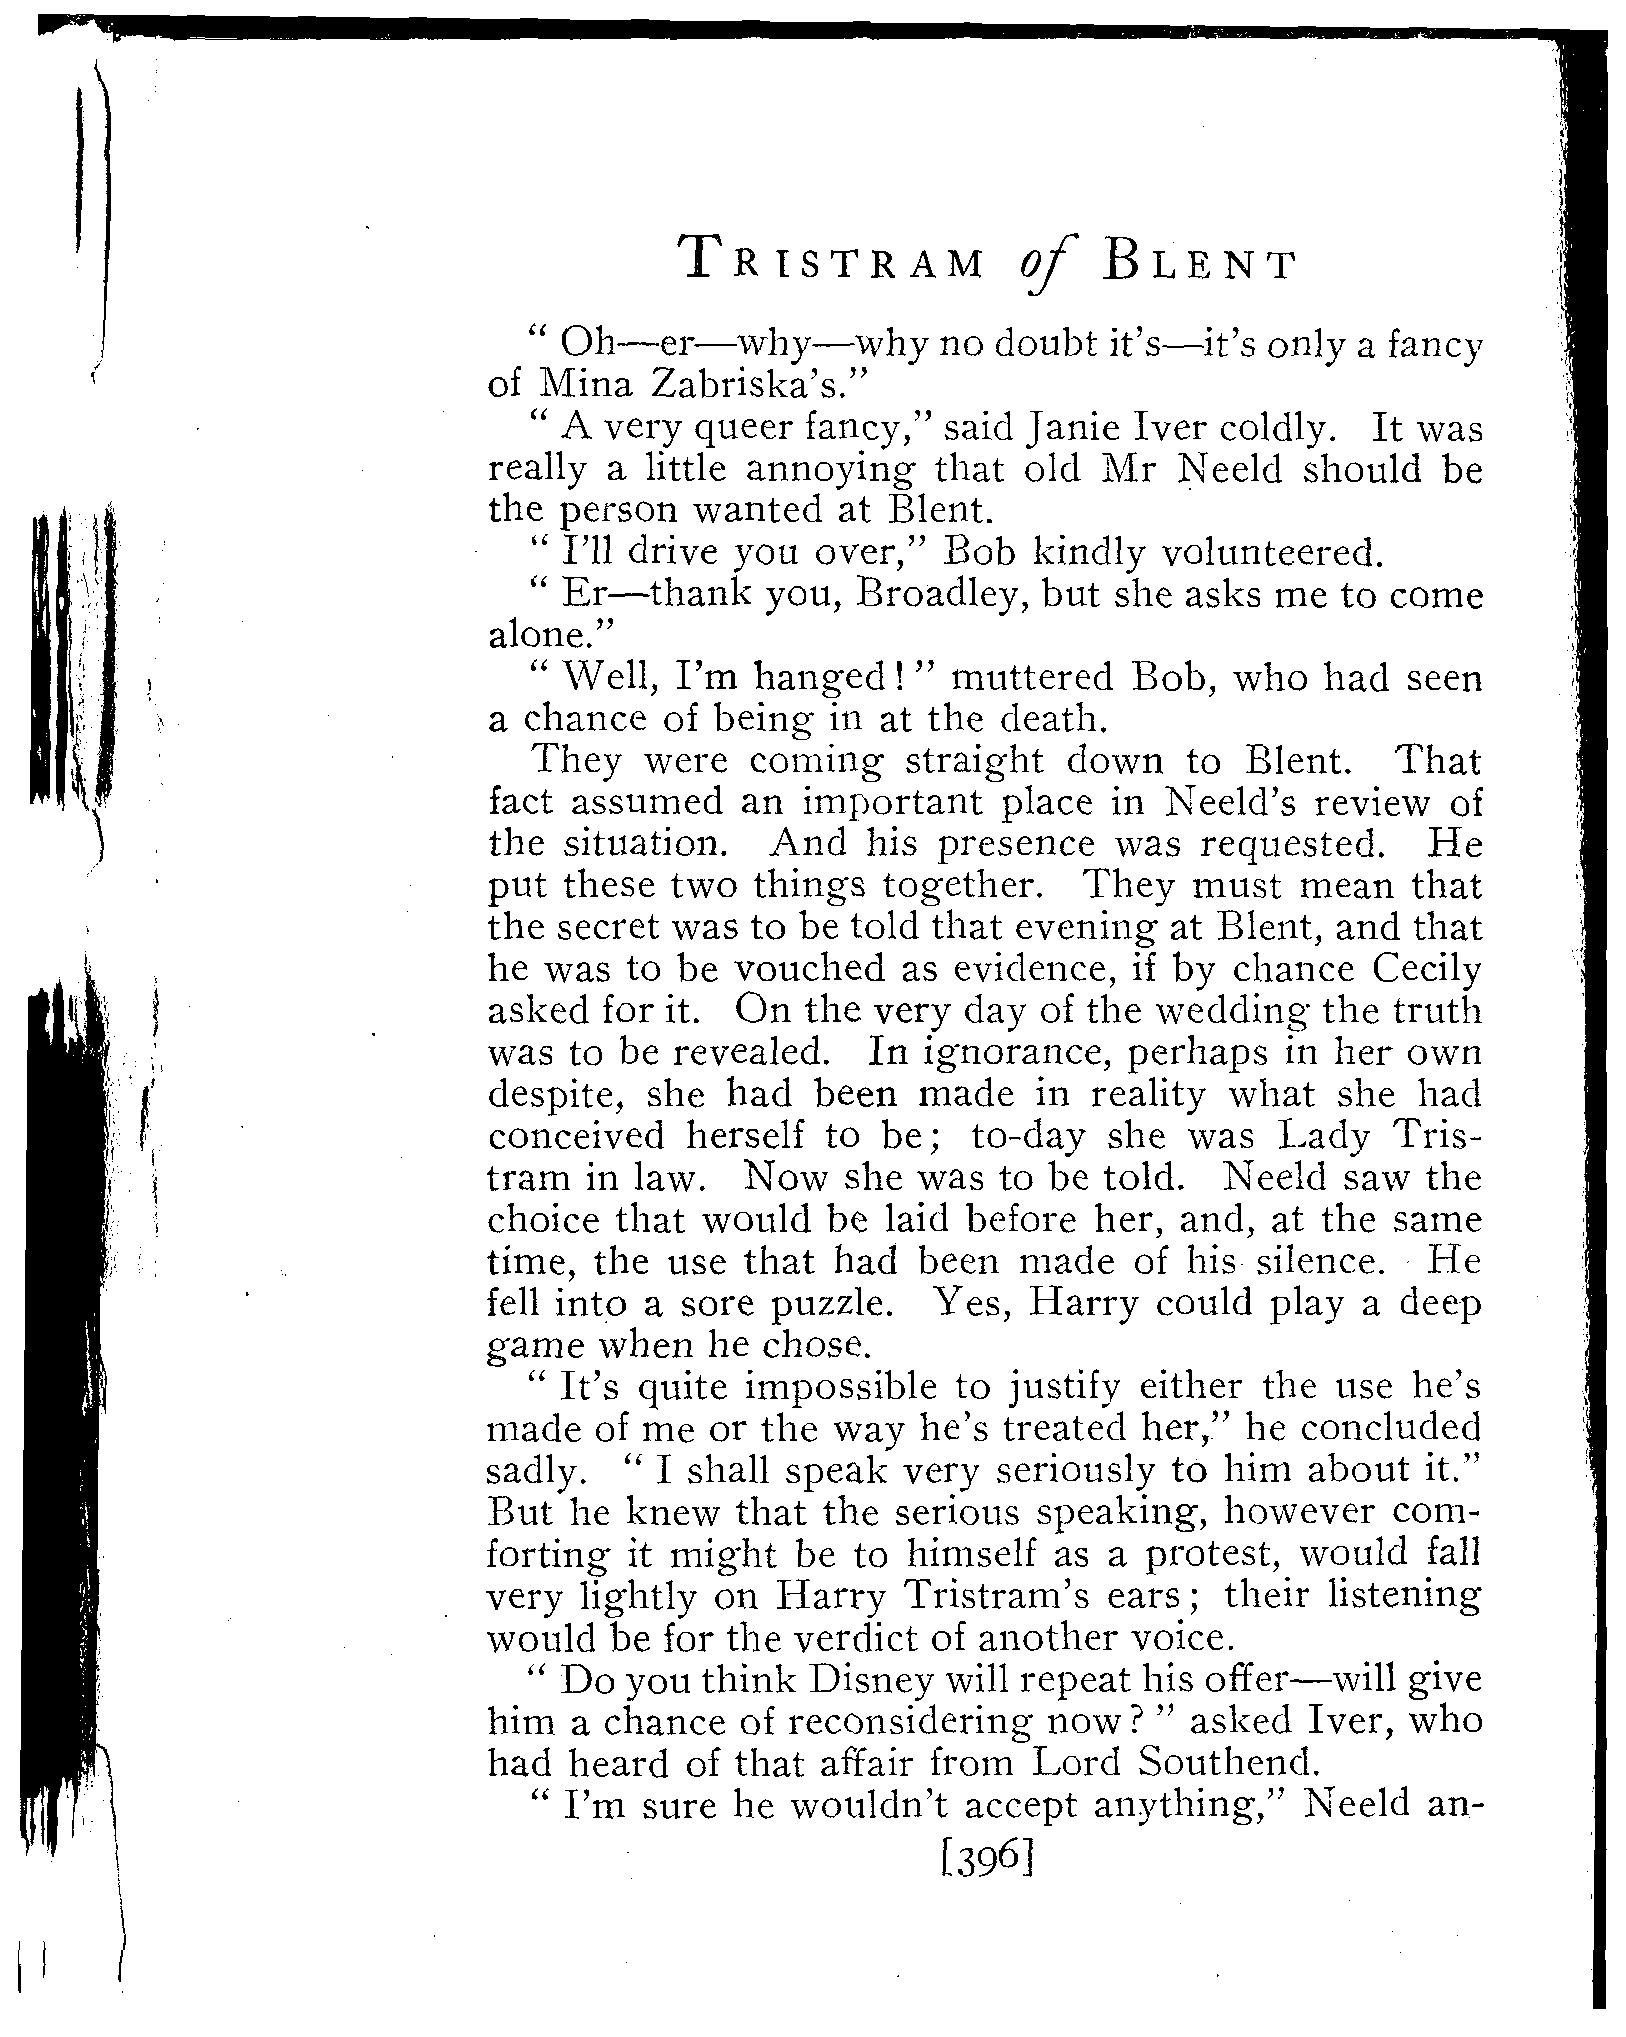 TRISTRAM of BLENT
“ Oh—er—why—why no doubt it's—it's only a fancy
of Mina Zabriska's.”
“ A very queer fancy,” said Janie Iver coldly. It was
really a little annoying that old Mr Neeld should be
the person wanted at Blent.
“ I'll drive you over,” Bob kindly volunteered.
“ Er—thank you, Broadley, but she asks me to come
alone.”
“ Well, I'm hanged ! ” muttered Bob, who had seen
a chance of being in at the death.
They were coming straight down to Blent. That
fact assumed an important place in Neeld's review of
the situation. And his presence was requested. He
put these two things together. They must mean that
the secret was to be told that evening at Blent, and that
he was to be vouched as evidence, if by chance Cecily
asked for it. On the very day of the wedding the truth
was to be revealed. In ignorance, perhaps in her own
despite, she had been made in reality what she had
conceived herself to be ; to-day she was Lady Tris-
tram in law. Now she was to be told. Neeld saw the
choice that would be laid before her, and, at the same
time, the use that had been made of his silence. He
fell into a sore puzzle. Yes, Harry could play a deep
game when he chose.
“ It's quite impossible to justify either the use he's
made of me or the way he's treated her,” he concluded
sadly. “ I shall speak very seriously to him about it.”
But he knew that the serious speaking, however com-
forting it might be to himself as a protest, would fall
very lightly on Harry Tristram's ears ; their listening
would be for the verdict of another voice.
“ Do you think Disney will repeat his offer—will give
him a chance of reconsidering now ? ” asked Iver, who
had heard of that affair from Lord Southend.
“ I'm sure he wouldn't accept anything,” Neeld an-
[396]